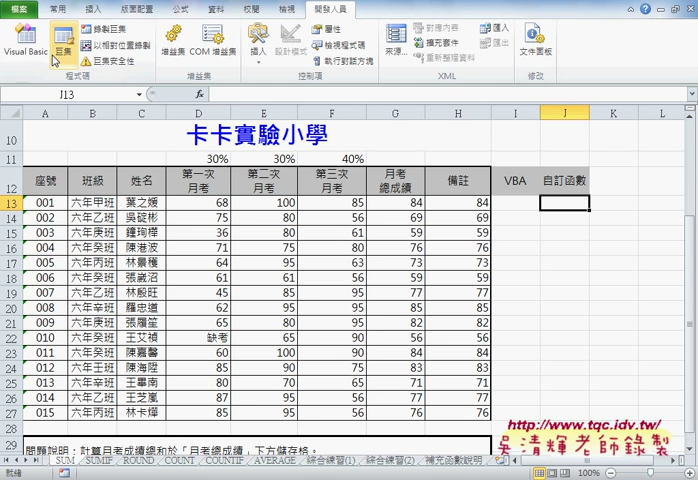 檔案 常用 插入 版面配置 公式 資料 校閱 檢視 開發人員
Visual Basic 巨集 錄製巨集 以相對位置錄製 巨集安全性 增益集 COM 增益集 插入 設計模式 屬性 檢視程式碼 執行對話方塊 來源... 對應內容 擴充套件 重新整理資料 匯入 匯出 文件面板
程式碼 增益集 控制項 XML 修改
J13 fx
A B C D E F G H I J K L
10 卡卡實驗小學
11 30% 30% 40%
12 座號 班級 姓名 第一次月考 第二次月考 第三次月考 月考總成績 備註 VBA 自訂函數
13 001 六年甲班 葉之媛 68 100 85 84 84
14 002 六年乙班 吳碇彬 75 80 56 69 69
15 003 六年庚班 鐘珣樺 36 80 61 59 59
16 004 六年癸班 陳港波 71 75 80 76 76
17 005 六年丙班 林景穫 64 95 63 73 73
18 006 六年癸班 張崴沼 61 61 56 59 59
19 007 六年乙班 林殷旺 45 85 95 77 77
20 008 六年辛班 羅忠道 62 95 95 85 85
21 009 六年庚班 張羅笙 65 80 95 82 82
22 010 六年癸班 王艾禎 缺考 65 90 56 56
23 011 六年癸班 陳嘉馨 60 100 90 84 84
24 012 六年壬班 陳海陞 85 90 75 83 83
25 013 六年辛班 王畢南 80 70 65 71 71
26 014 六年乙班 王芝嵐 87 95 56 76 76
27 015 六年丙班 林卡燁 85 95 56 76 76
28
29 問題說明：計算月考成績總和於「月考總成績」下方儲存格。
http://www.tqc.idv.tw/
吳清輝老師錄製
SUM SUMIF ROUND COUNT COUNTIF AVERAGE 綜合練習(1) 綜合練習(2) 補充函數說明
就緒 100%